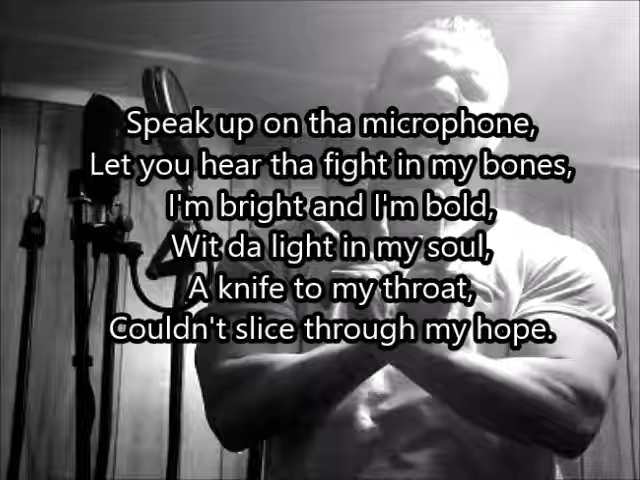 Speak up on tha microphone,
Let you hear tha fight in my bones,
I'm bright and I'm bold,
Wit da light in my soul,
A knife to my throat,
Couldn't slice through my hope.